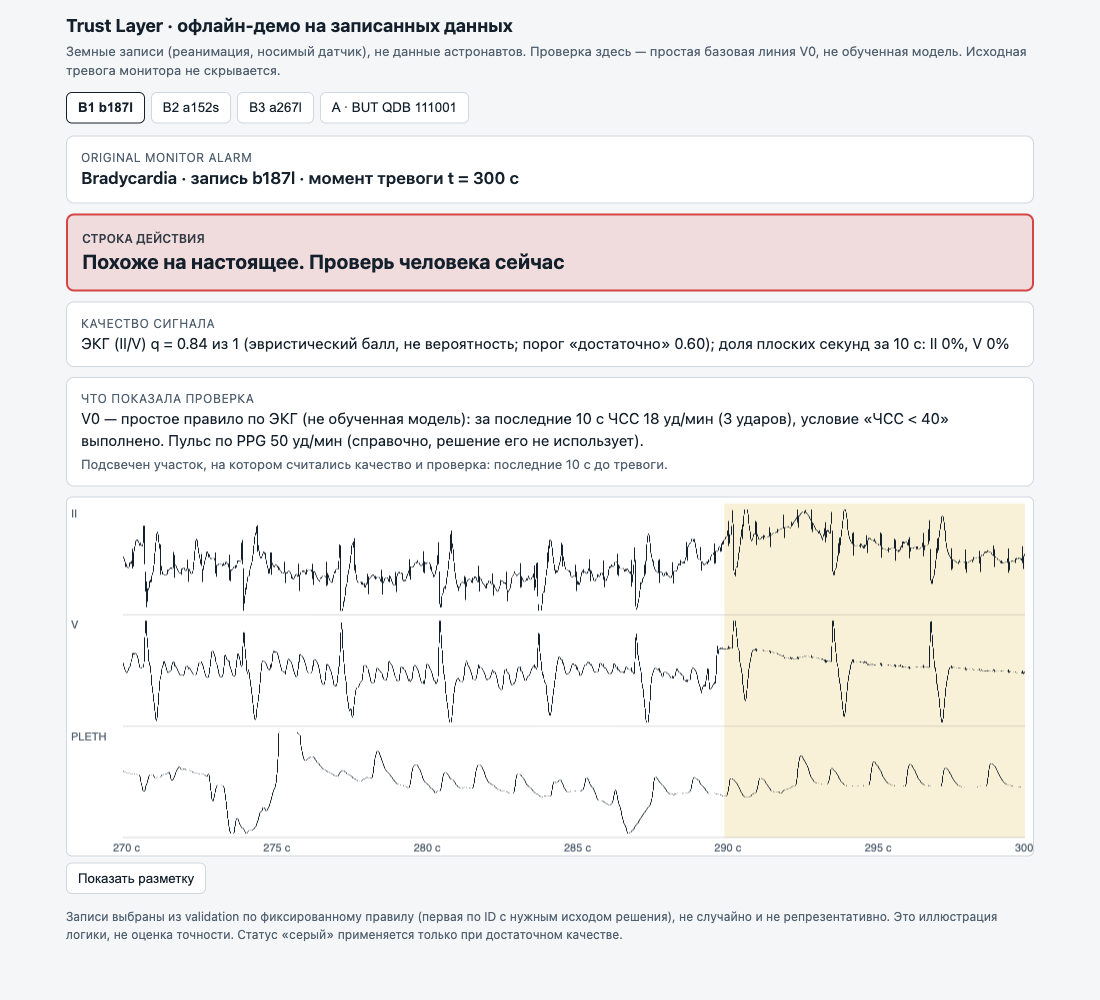 Trust Layer · офлайн-демо на записанных данных
Земные записи (реанимация, носимый датчик), не данные астронавтов. Проверка здесь — простая базовая линия V0, не обученная модель. Исходная
тревога монитора не скрывается.
B1 b187l
B2 a152s
B3 a267l
A · BUT QDB 111001
ORIGINAL MONITOR ALARM
Bradycardia · запись b187l · момент тревоги t = 300 с
СТРОКА ДЕЙСТВИЯ
Похоже на настоящее. Проверь человека сейчас
КАЧЕСТВО СИГНАЛА
ЭКГ (II/V) q = 0.84 из 1 (эвристический балл, не вероятность; порог «достаточно» 0.60); доля плоских секунд за 10 с: II 0%, V 0%
ЧТО ПОКАЗАЛА ПРОВЕРКА
V0 — простое правило по ЭКГ (не обученная модель): за последние 10 с ЧСС 18 уд/мин (3 ударов), условие «ЧСС < 40»
выполнено. Пульс по PPG 50 уд/мин (справочно, решение его не использует).
Подсвечен участок, на котором считались качество и проверка: последние 10 с до тревоги.
II
V
PLETH
270 с
275 с
280 с
285 с
290 с
295 с
300
Показать разметку
Записи выбраны из validation по фиксированному правилу (первая по ID с нужным исходом решения), не случайно и не репрезентативно. Это иллюстрация
логики, не оценка точности. Статус «серый» применяется только при достаточном качестве.